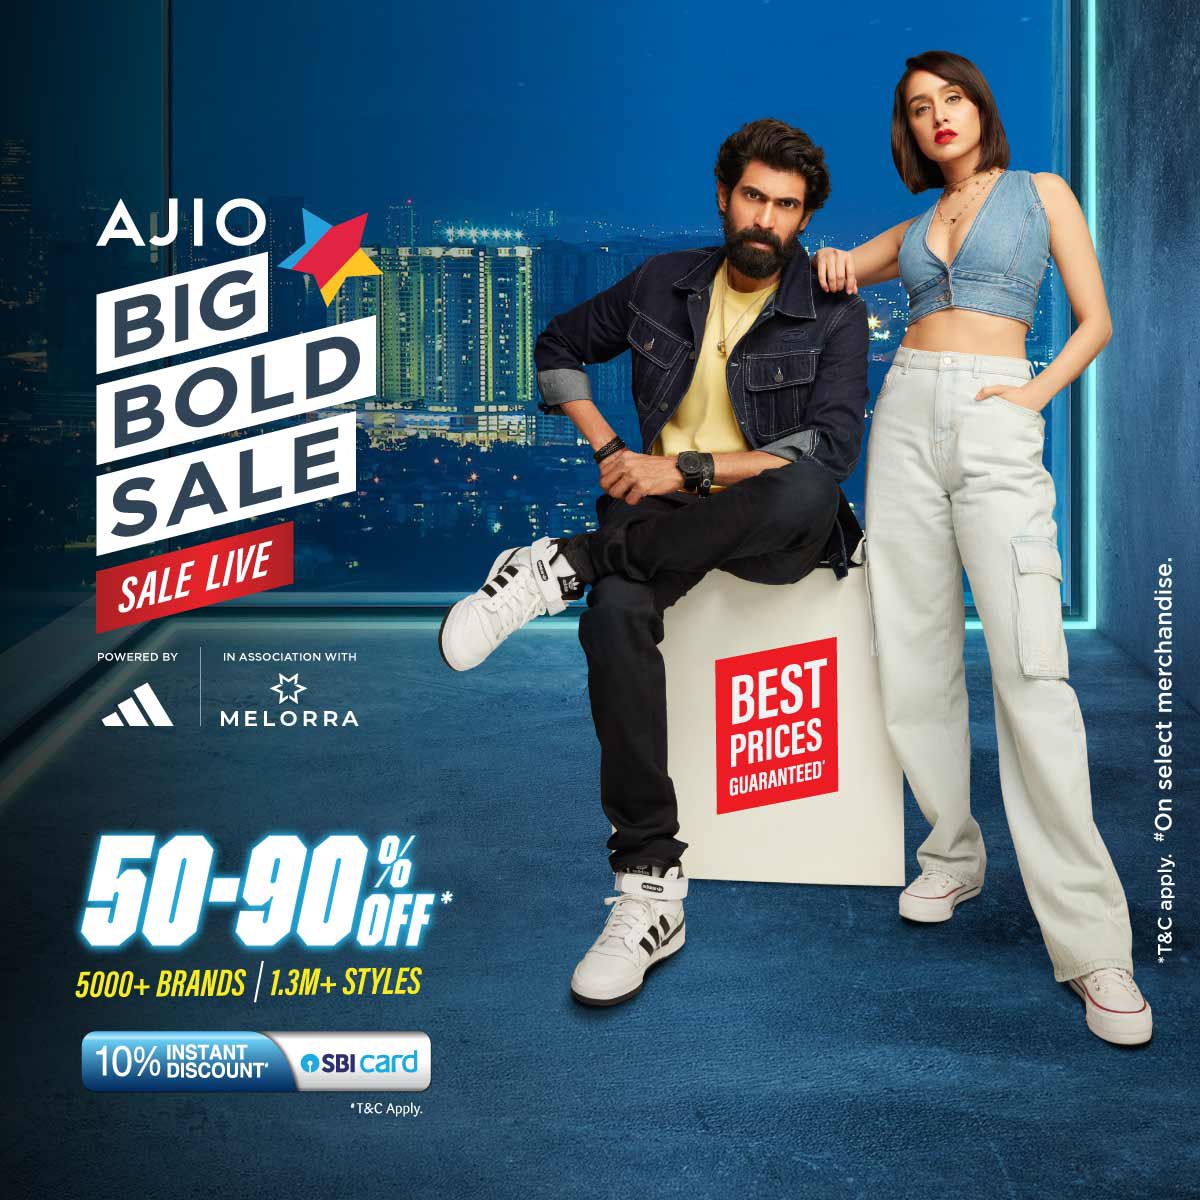 AJIO
BIG
BOLD
SALE
SALE LIVE
POWERED BY
IN ASSOCIATION WITH
MELORRA
50-90% OFF*
5000+ BRANDS | 1.3M+ STYLES
10% INSTANT DISCOUNT#
SBI card
#T&C Apply.
BEST
PRICES
GUARANTEED#
*T&C apply. #On select merchandise.